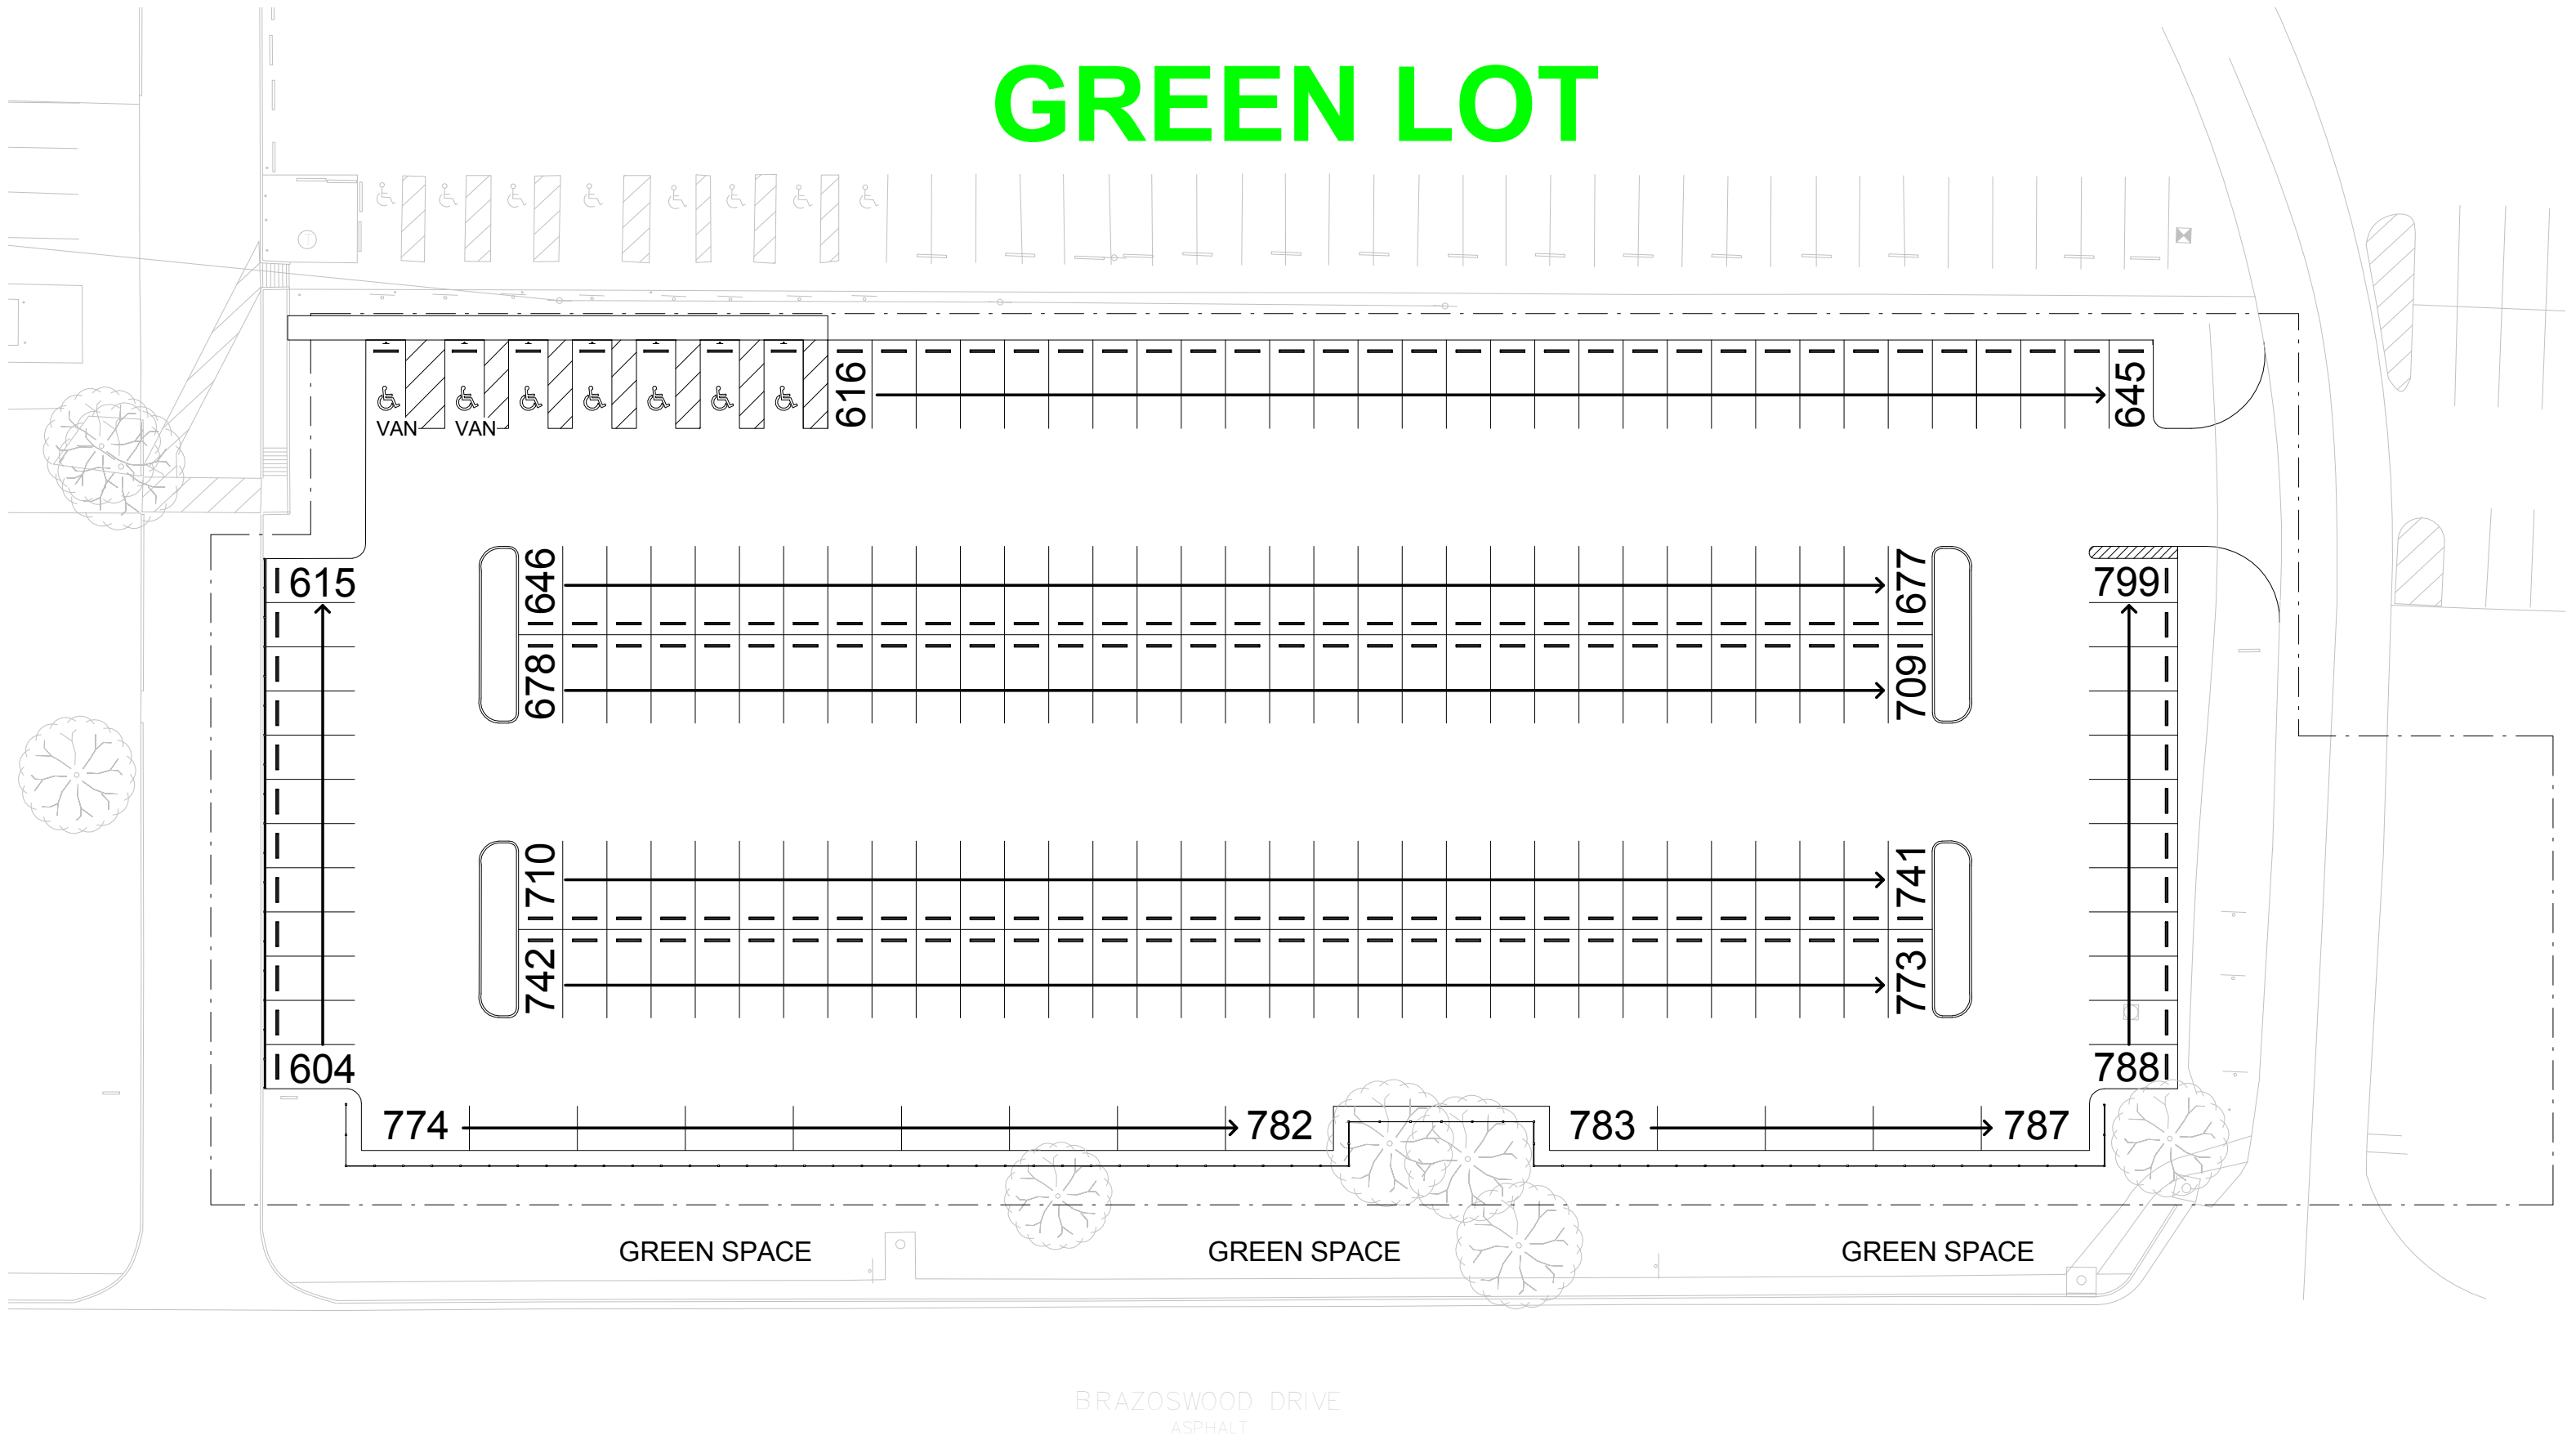 GREEN LOT
616
645
VAN
VAN
615
646
677
799
678
709
710
741
742
773
604
788
774
782
783
787
GREEN SPACE
GREEN SPACE
GREEN SPACE
BRAZOSWOOD DRIVE
ASPHALT